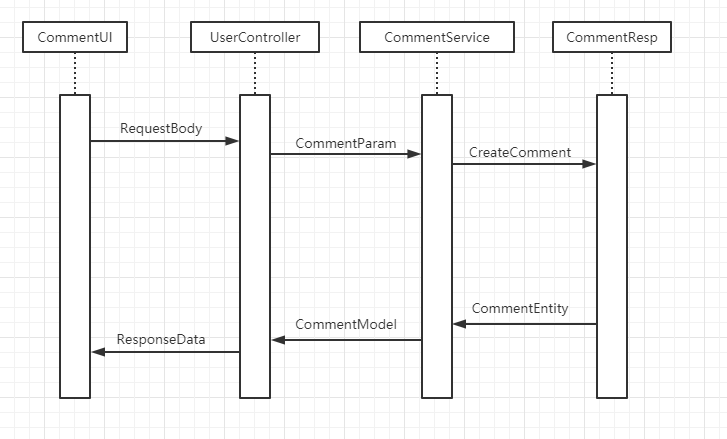 CommentUI
UserController
CommentService
CommentResp
RequestBody
CommentParam
CreateComment
CommentEntity
CommentModel
ResponseData